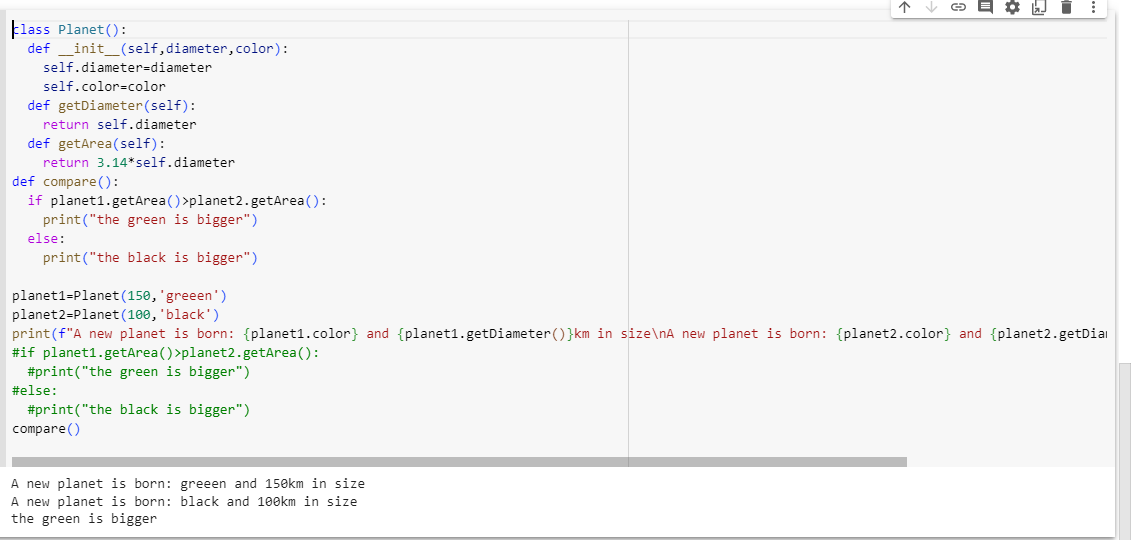 class Planet():
  def __init__(self,diameter,color):
    self.diameter=diameter
    self.color=color
  def getDiameter(self):
    return self.diameter
  def getArea(self):
    return 3.14*self.diameter
def compare():
  if planet1.getArea()>planet2.getArea():
    print("the green is bigger")
  else:
    print("the black is bigger")

planet1=Planet(150,'greeen')
planet2=Planet(100,'black')
print(f"A new planet is born: {planet1.color} and {planet1.getDiameter()}km in size\nA new planet is born: {planet2.color} and {planet2.getDia
#if planet1.getArea()>planet2.getArea():
  #print("the green is bigger")
#else:
  #print("the black is bigger")
compare()
A new planet is born: greeen and 150km in size
A new planet is born: black and 100km in size
the green is bigger